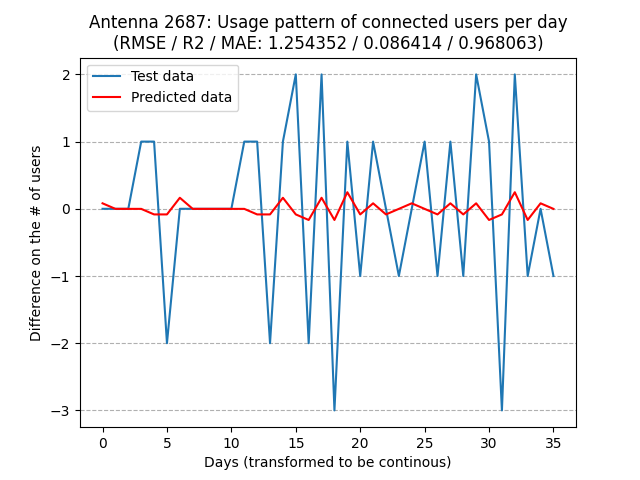 Antenna 2687: Usage pattern of connected users per day
(RMSE / R2 / MAE: 1.254352 / 0.086414 / 0.968063)
Test data
Predicted data
Difference on the # of users
2
1
0
−1
−2
−3
0 5 10 15 20 25 30 35
Days (transformed to be continous)